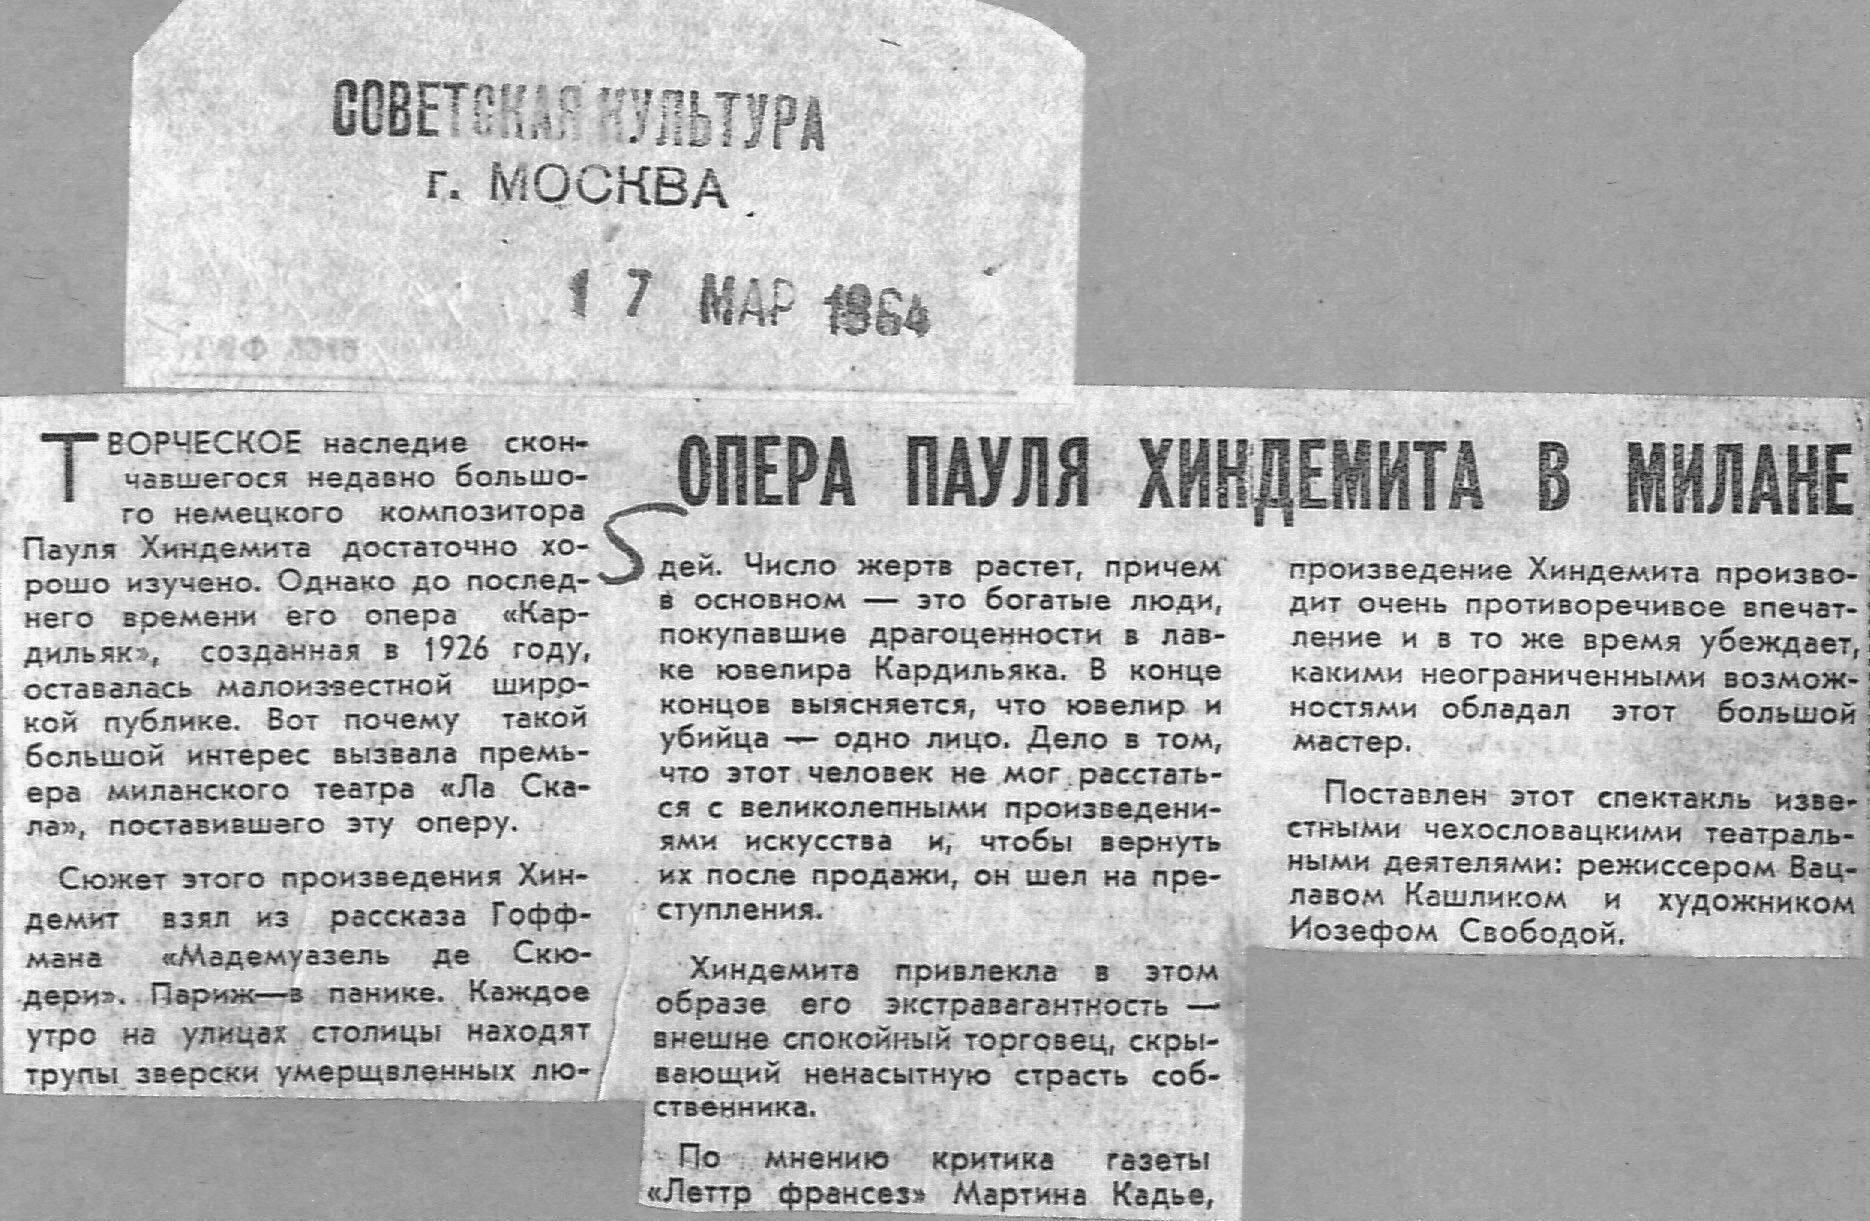 СОВЕТСКАЯ КУЛЬТУРА
г. МОСКВА
17 МАР 1964
ОПЕРА ПАУЛЯ ХИНДЕМИТА В МИЛАНЕ
ТВОРЧЕСКОЕ наследие скон-
чавшегося недавно большо-
го немецкого композитора
Пауля Хиндемита достаточно хо-
рошо изучено. Однако до послед-
него времени его опера «Кар-
дильяк», созданная в 1926 году,
оставалась малоизвестной широ-
кой публике. Вот почему такой
большой интерес вызвала премь-
ера миланского театра «Ла Ска-
ла», поставившего эту оперу.
Сюжет этого произведения Хин-
демит взял из рассказа Гофф-
мана «Мадемуазель де Скю-
дери». Париж—в панике. Каждое
утро на улицах столицы находят
трупы зверски умерщвленных лю-
дей. Число жертв растет, причем
в основном — это богатые люди,
покупавшие драгоценности в лав-
ке ювелира Кардильяка. В конце
концов выясняется, что ювелир и
убийца — одно лицо. Дело в том,
что этот человек не мог расстать-
ся с великолепными произведени-
ями искусства и, чтобы вернуть
их после продажи, он шел на пре-
ступления.
Хиндемита привлекла в этом
образе его экстравагантность —
внешне спокойный торговец, скры-
вающий ненасытную страсть соб-
ственника.
По мнению критика газеты
«Леттр франсез» Мартина Кадье,
произведение Хиндемита произво-
дит очень противоречивое впечат-
ление и в то же время убеждает,
какими неограниченными возмож-
ностями обладал этот большой
мастер.
Поставлен этот спектакль изве-
стными чехословацкими театраль-
ными деятелями: режиссером Вац-
лавом Кашликом и художником
Иозефом Свободой.